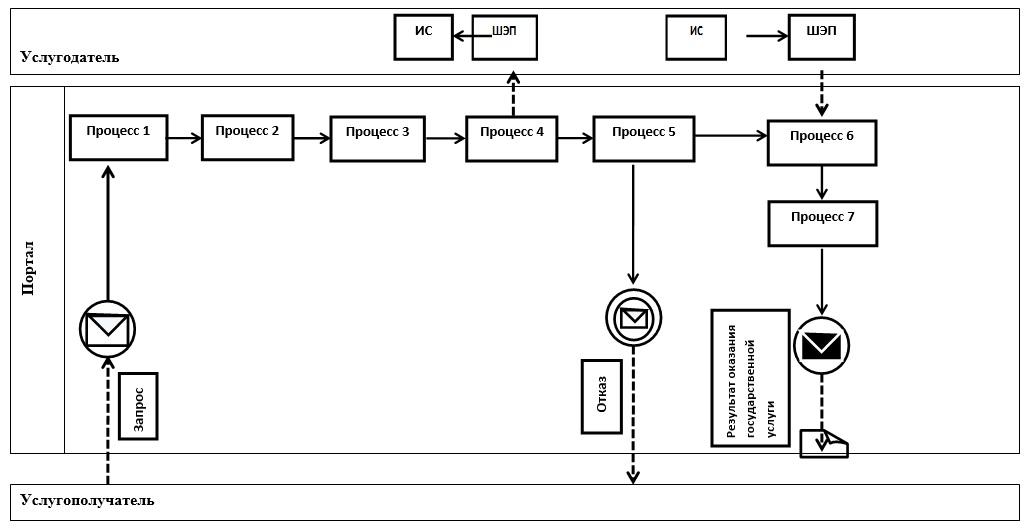 ИС
ШЭП
ИС
ШЭП
Услугодатель
Процесс 1
Процесс 2
Процесс 3
Процесс 4
Процесс 5
Процесс 6
Процесс 7
Портал
Запрос
Отказ
Результат оказания
государственной
услуги
Услугополучатель